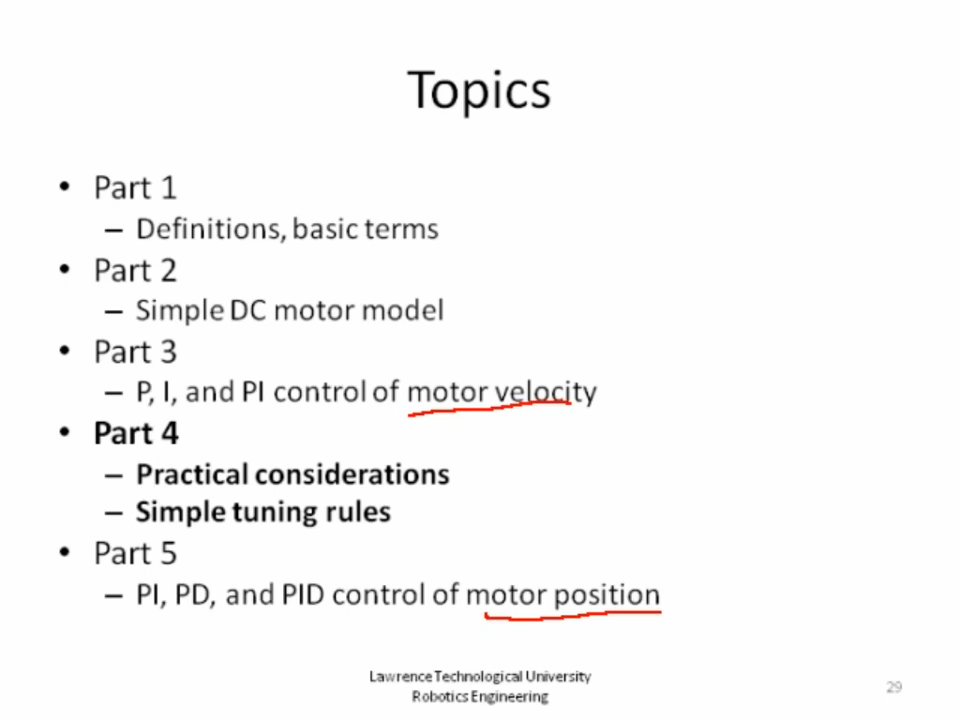 Topics
• Part 1
– Definitions, basic terms
• Part 2
– Simple DC motor model
• Part 3
– P, I, and PI control of motor velocity
• Part 4
– Practical considerations
– Simple tuning rules
• Part 5
– PI, PD, and PID control of motor position
Lawrence Technological University
Robotics Engineering
29